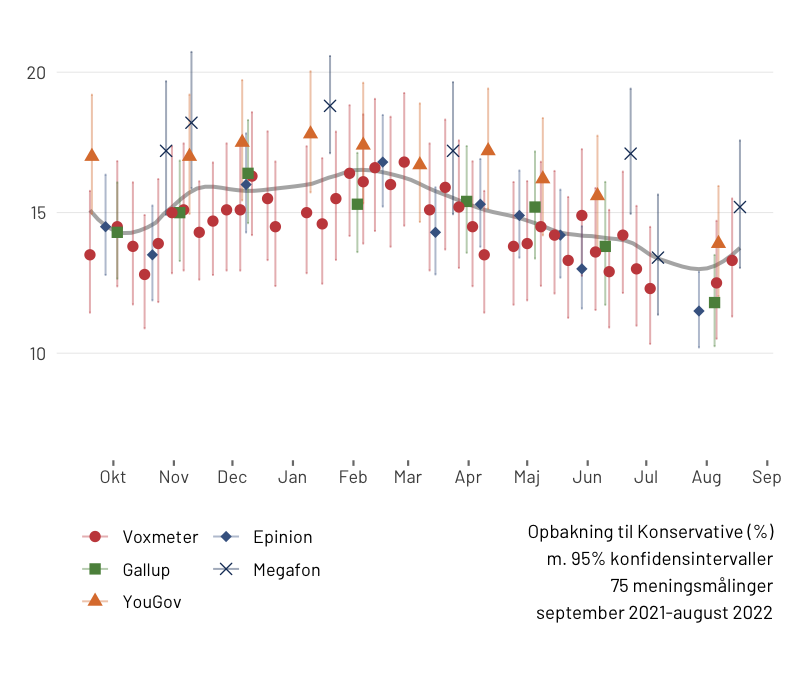 20
15
10
Okt Nov Dec Jan Feb Mar Apr Maj Jun Jul Aug Sep
Voxmeter Epinion
Gallup Megafon
YouGov
Opbakning til Konservative (%)
m. 95% konfidensintervaller
75 meningsmålinger
september 2021-august 2022